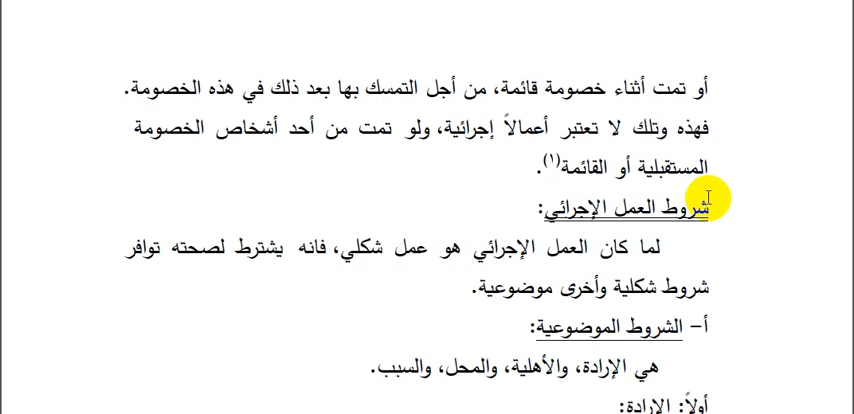 أو تمت أثناء خصومة قائمة، من أجل التمسك بها بعد ذلك في هذه الخصومة.
فهذه وتلك لا تعتبر أعمالاً إجرائية، ولو تمت من أحد أشخاص الخصومة
المستقبلية أو القائمة(١).
شروط العمل الإجرائي:
لما كان العمل الإجرائي هو عمل شكلي، فانه يشترط لصحته توافر
شروط شكلية وأخرى موضوعية.
أ- الشروط الموضوعية:
هي الإرادة، والأهلية، والمحل، والسبب.
أولاً: الإرادة: